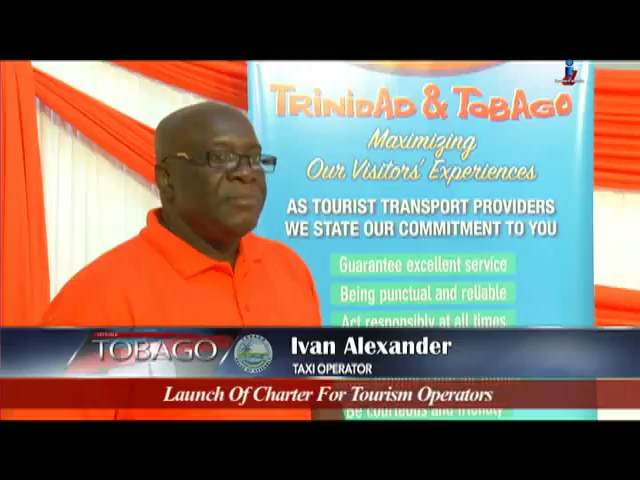 TRINIDAD & TOBAGO
Maximizing
Our Visitors' Experiences
AS TOURIST TRANSPORT PROVIDERS
WE STATE OUR COMMITMENT TO YOU
Guarantee excellent service
Being punctual and reliable
Act responsibly at all times
TOBAGO
Ivan Alexander
TAXI OPERATOR
Launch Of Charter For Tourism Operators
Be courteous and friendly